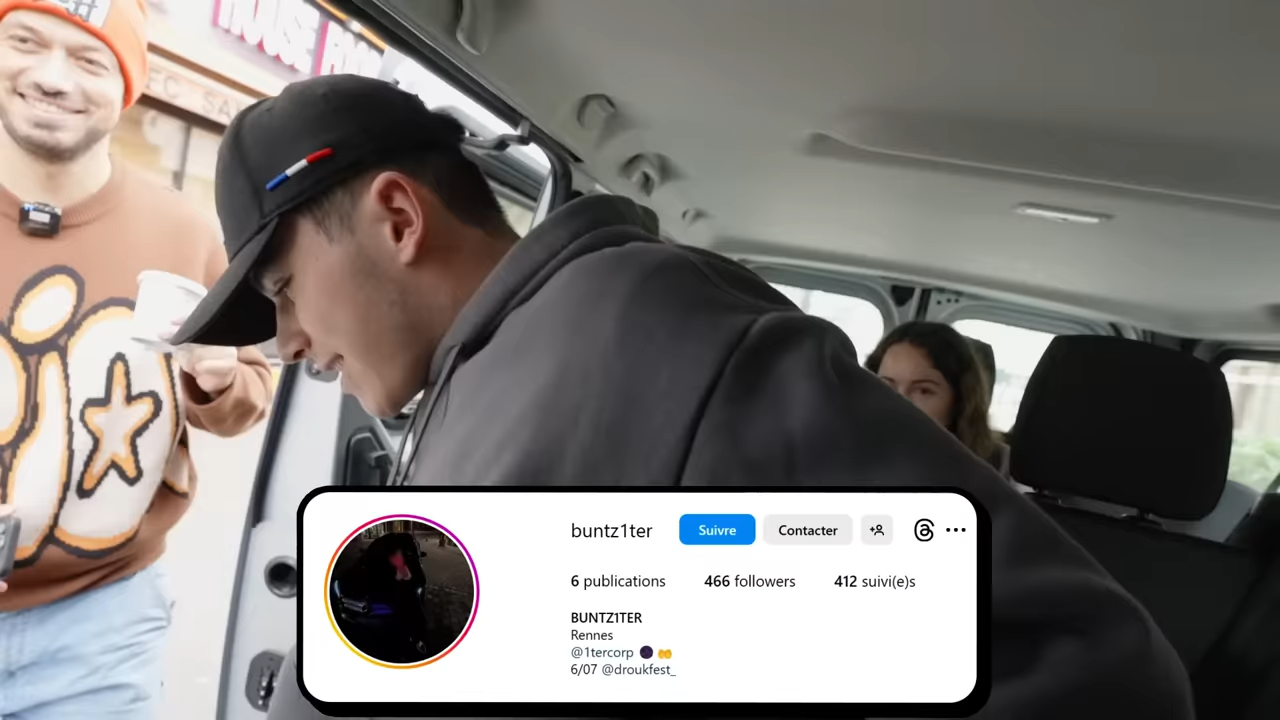 buntz1ter
Suivre
Contacter
6 publications
466 followers
412 suivi(e)s
BUNTZ1TER
Rennes
@1tercorp
6/07 @droukfest_